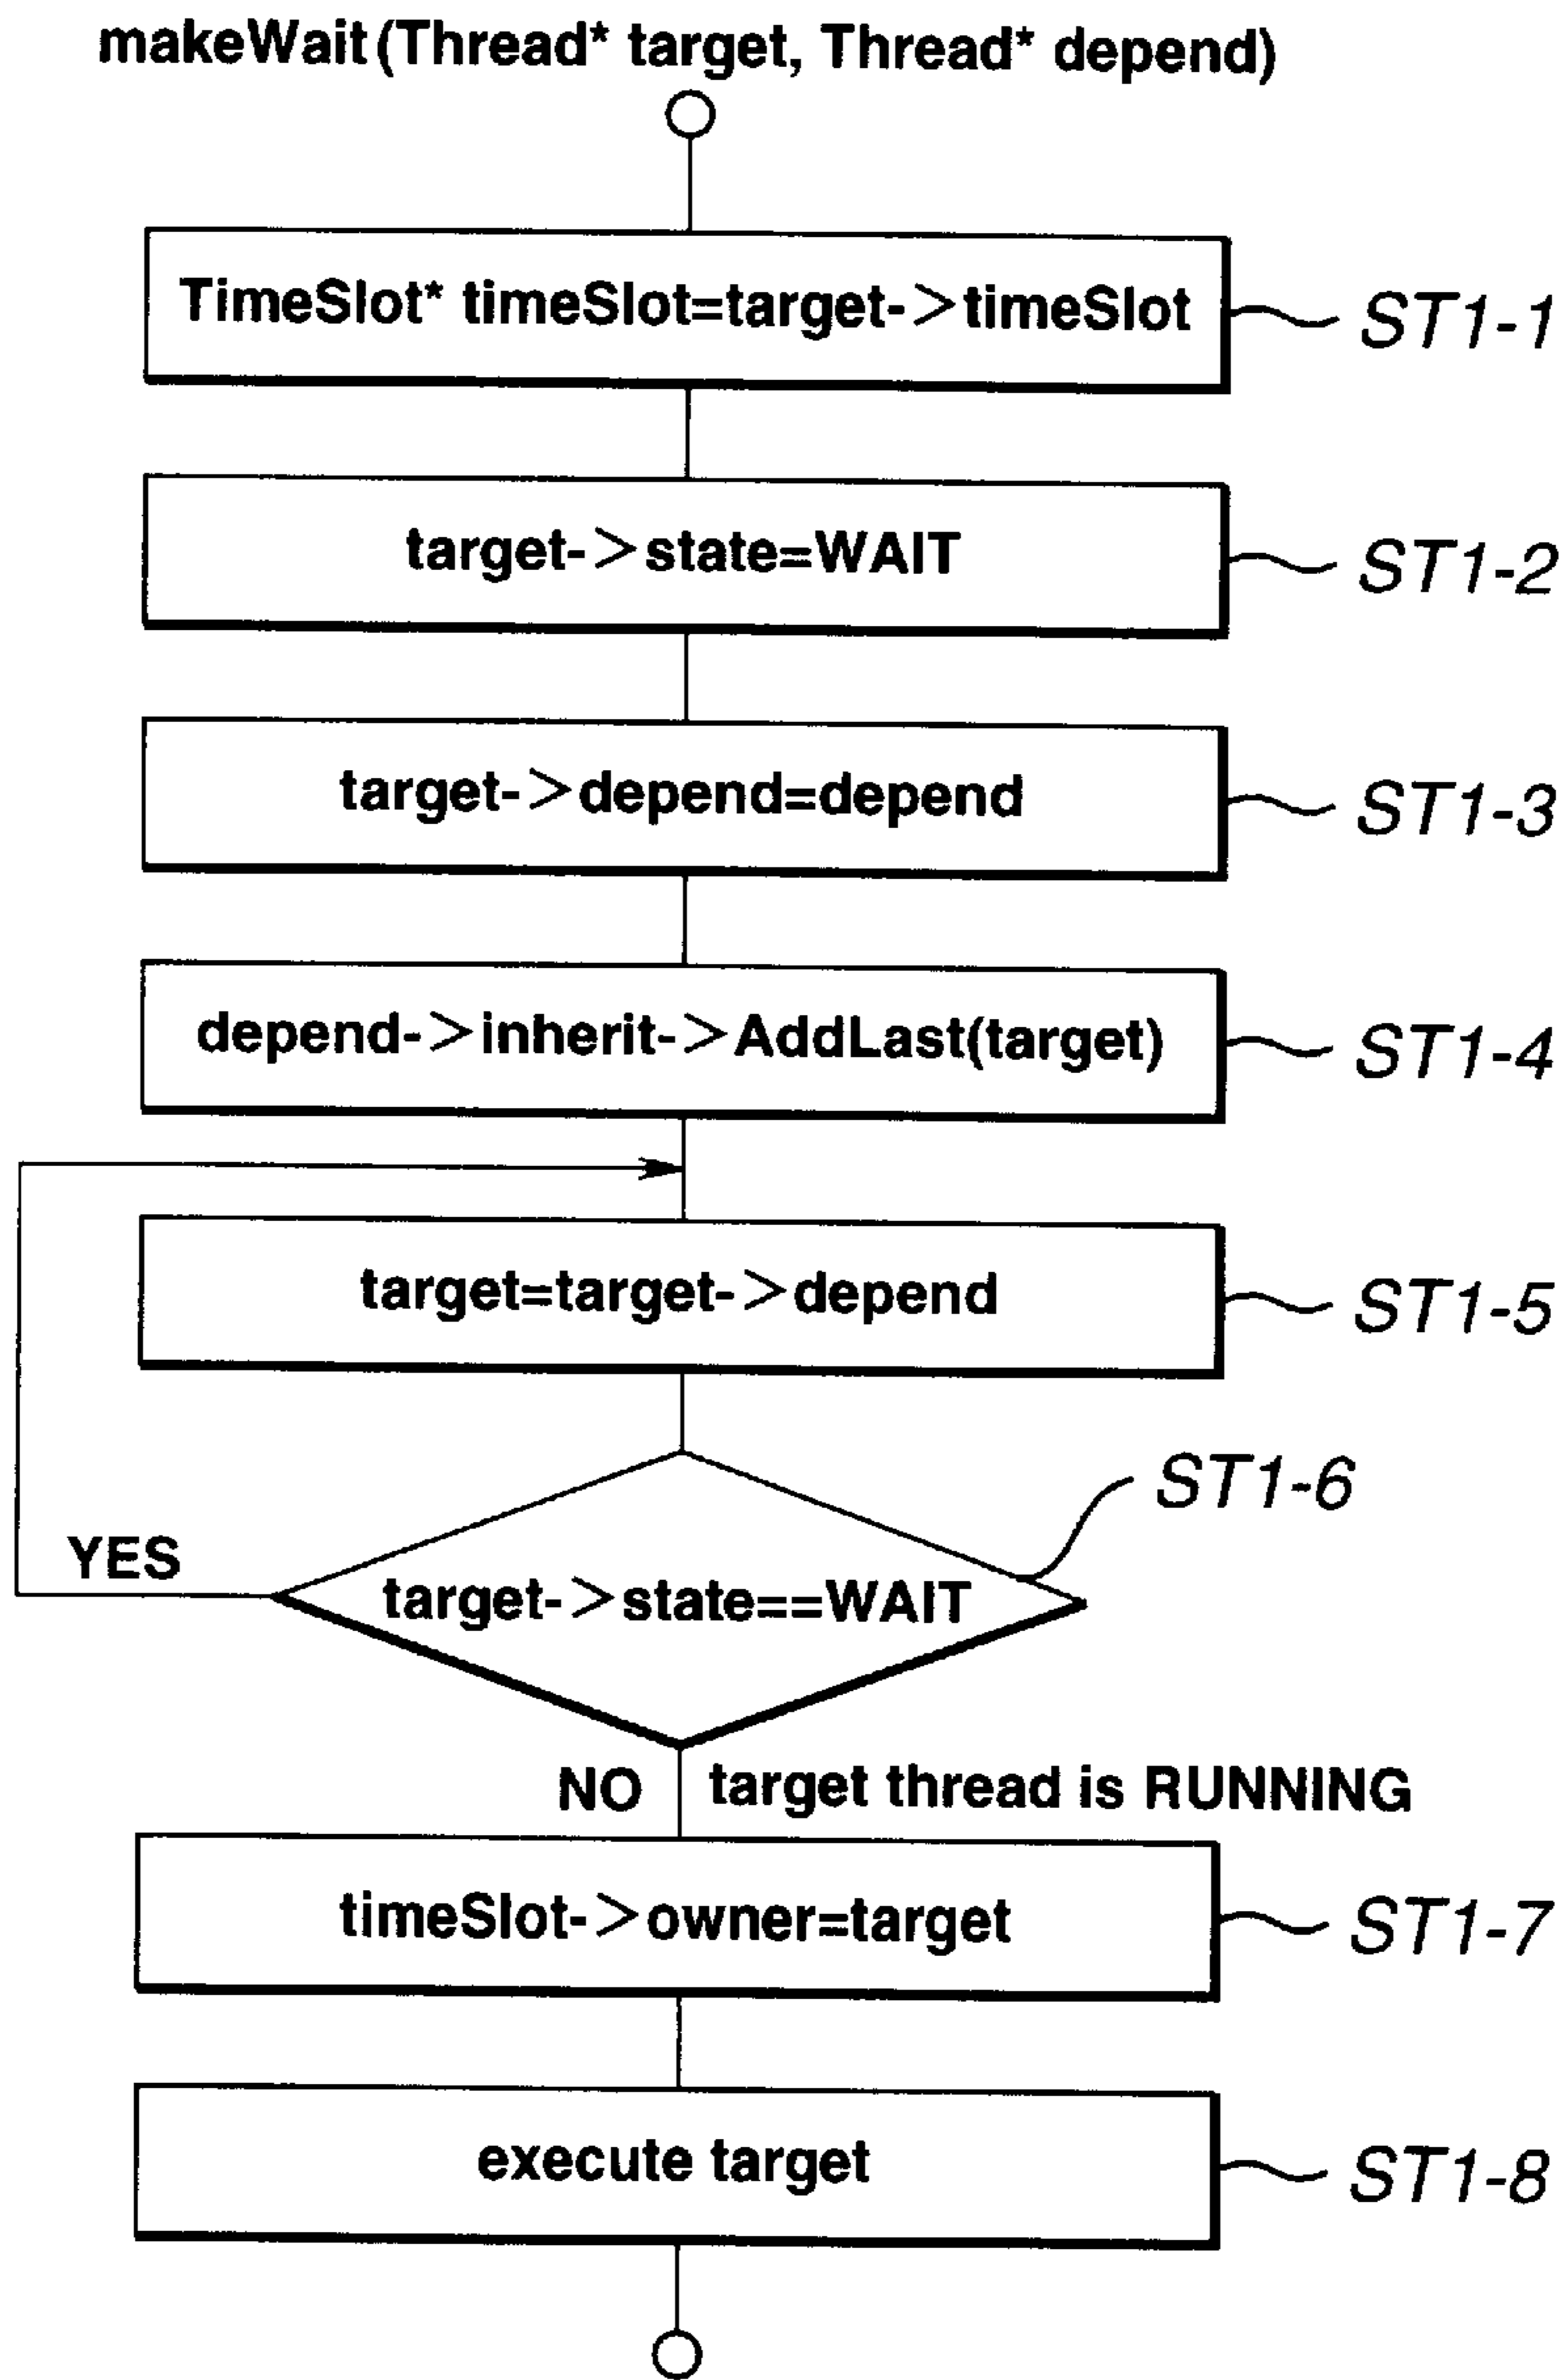 makeWait(Thread* target, Thread* depend)
TimeSlot* timeSlot=target->timeSlot
ST1-1
target->state=WAIT
ST1-2
target->depend=depend
ST1-3
depend->inherit->AddLast(target)
ST1-4
target=target->depend
ST1-5
ST1-6
YES
target->state==WAIT
NO
target thread is RUNNING
timeSlot->owner=target
ST1-7
execute target
ST1-8